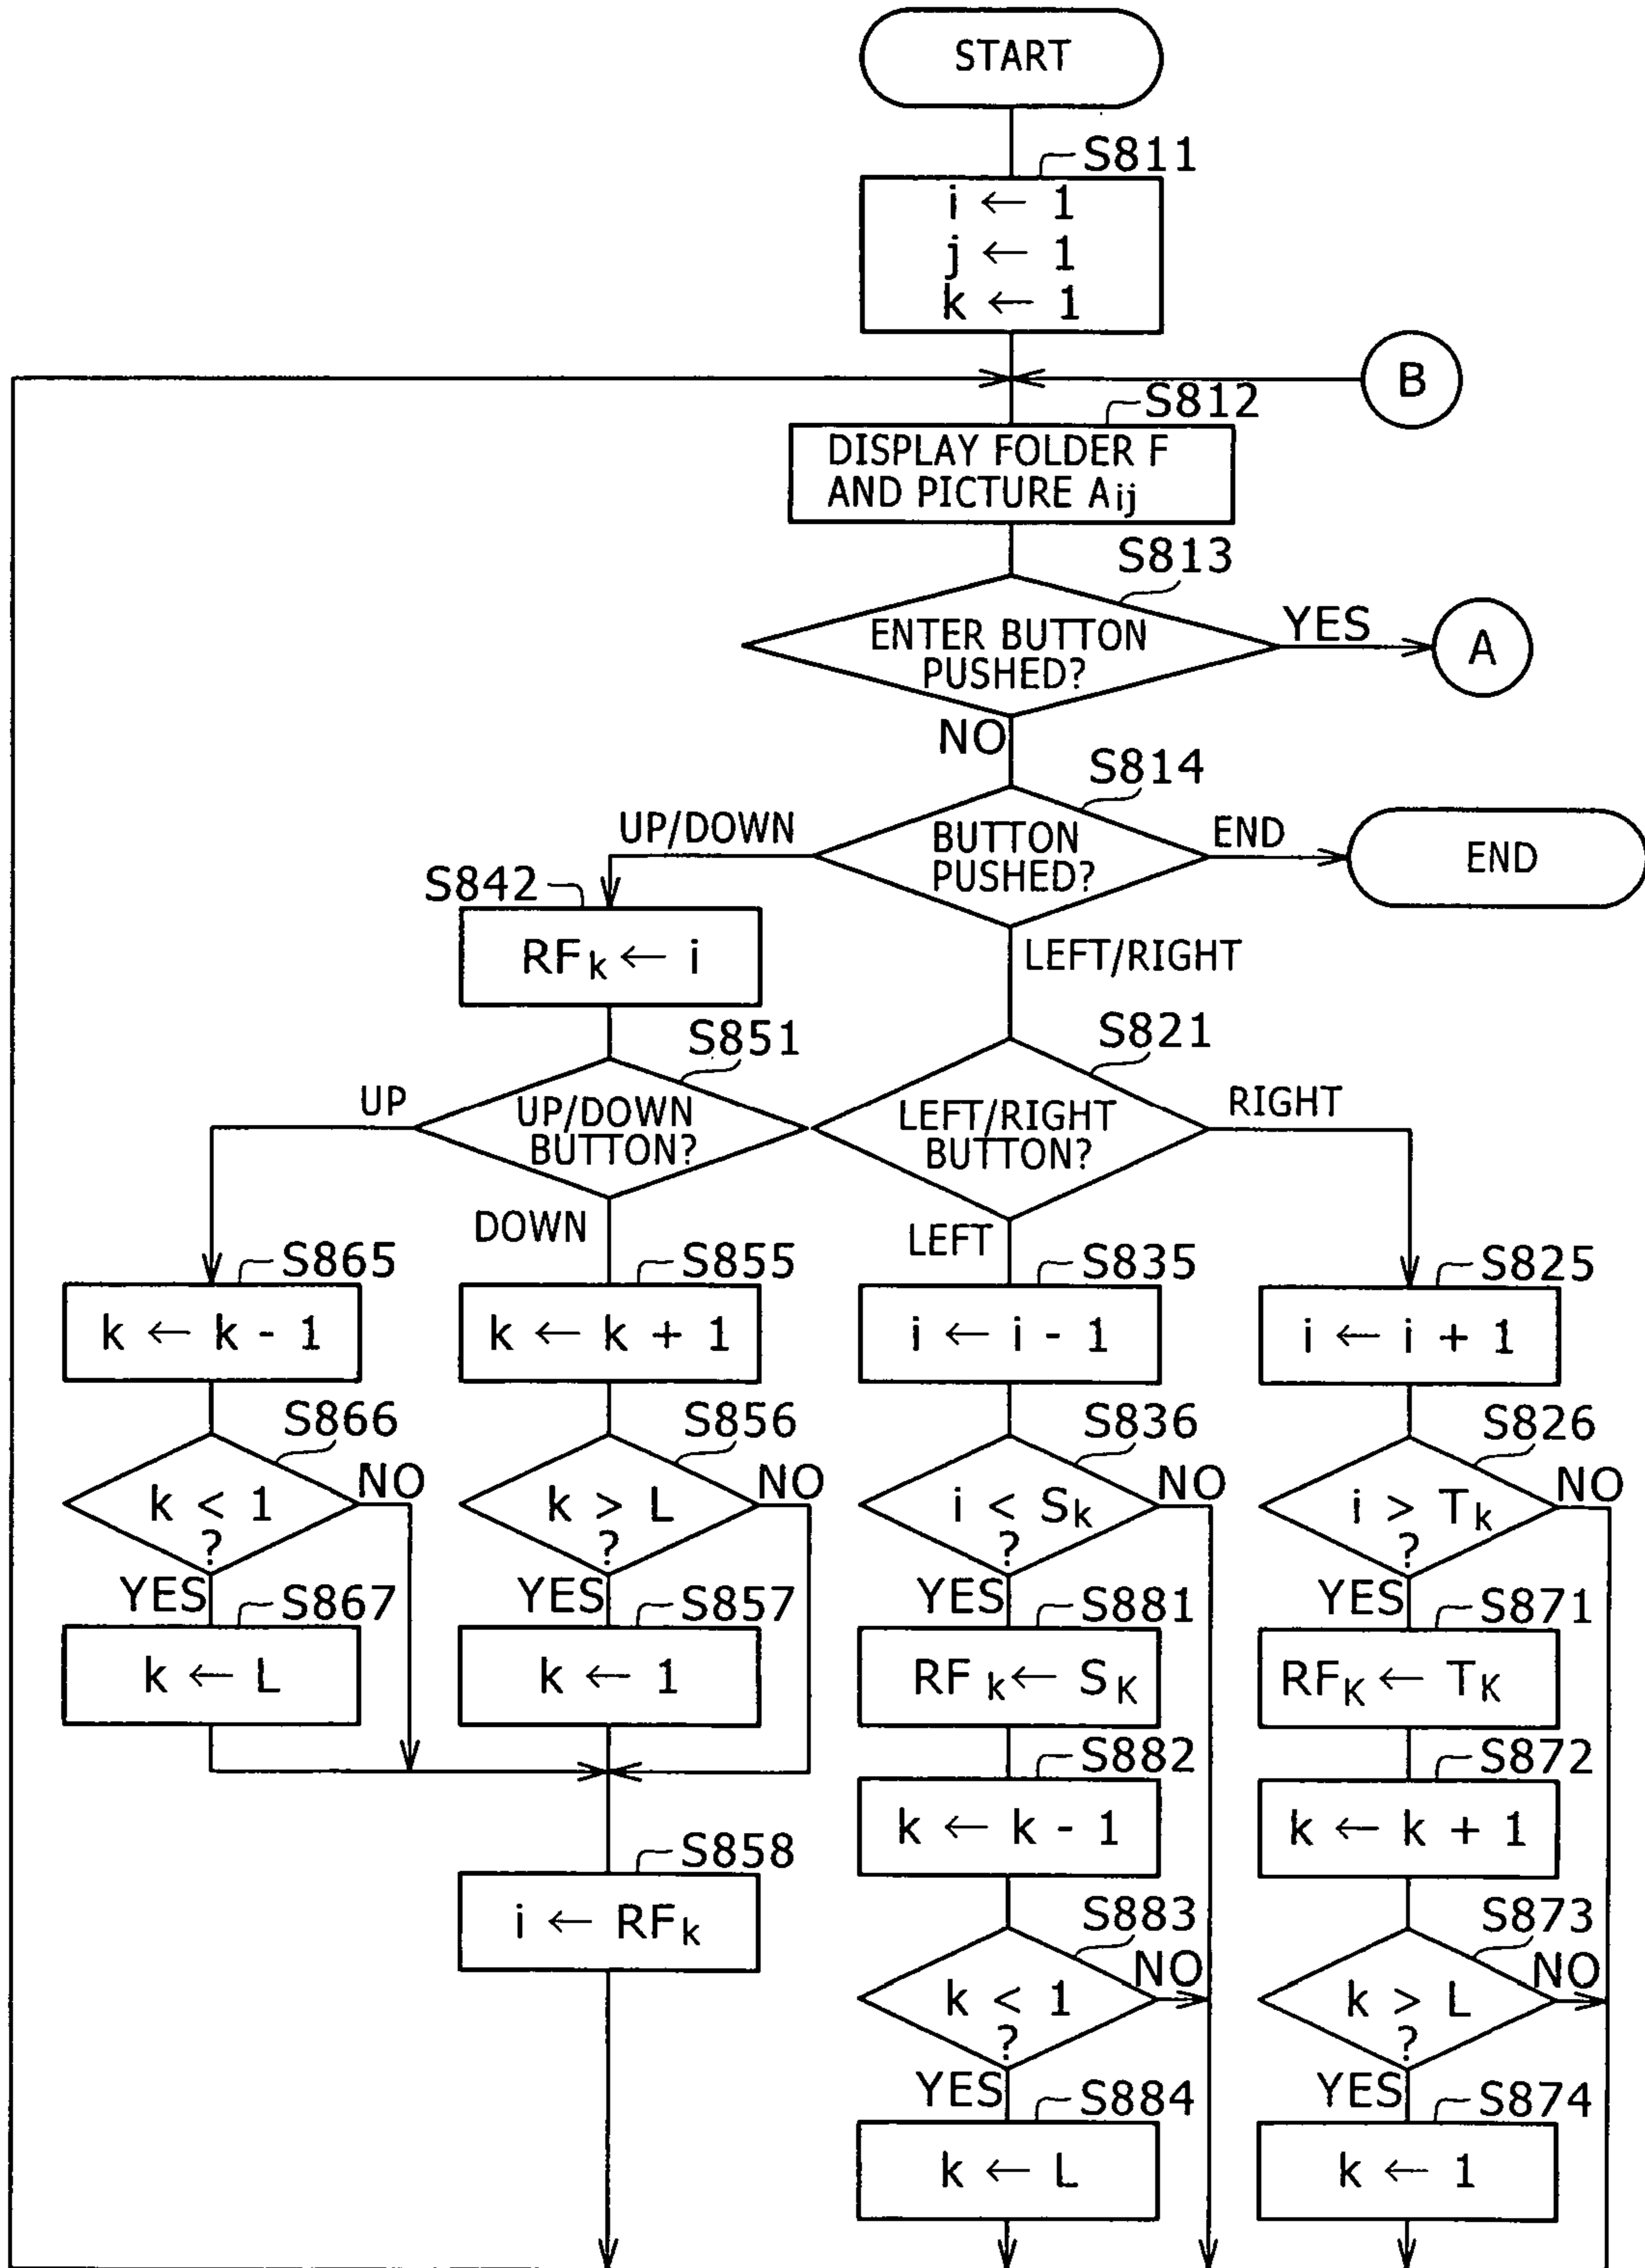 START
S811
i ← 1
j ← 1
k ← 1
B
S812
DISPLAY FOLDER F
AND PICTURE Aij
S813
ENTER BUTTON
PUSHED?
YES
A
NO
S814
UP/DOWN
BUTTON
PUSHED?
END
END
S842
RFk ← i
LEFT/RIGHT
S851
S821
UP
UP/DOWN
BUTTON?
LEFT/RIGHT
BUTTON?
RIGHT
DOWN
LEFT
S865
k ← k - 1
S855
k ← k + 1
S835
i ← i - 1
S825
i ← i + 1
S866
k < 1
?
NO
YES
S856
k > L
?
NO
YES
S836
i < Sk
?
NO
YES
S826
i > Tk
?
NO
YES
S867
k ← L
S857
k ← 1
S881
RF k ← SK
S871
RFK ← TK
S882
k ← k - 1
S872
k ← k + 1
S858
i ← RFk
S883
k < 1
?
NO
YES
S873
k > L
?
NO
YES
S884
k ← L
S874
k ← 1